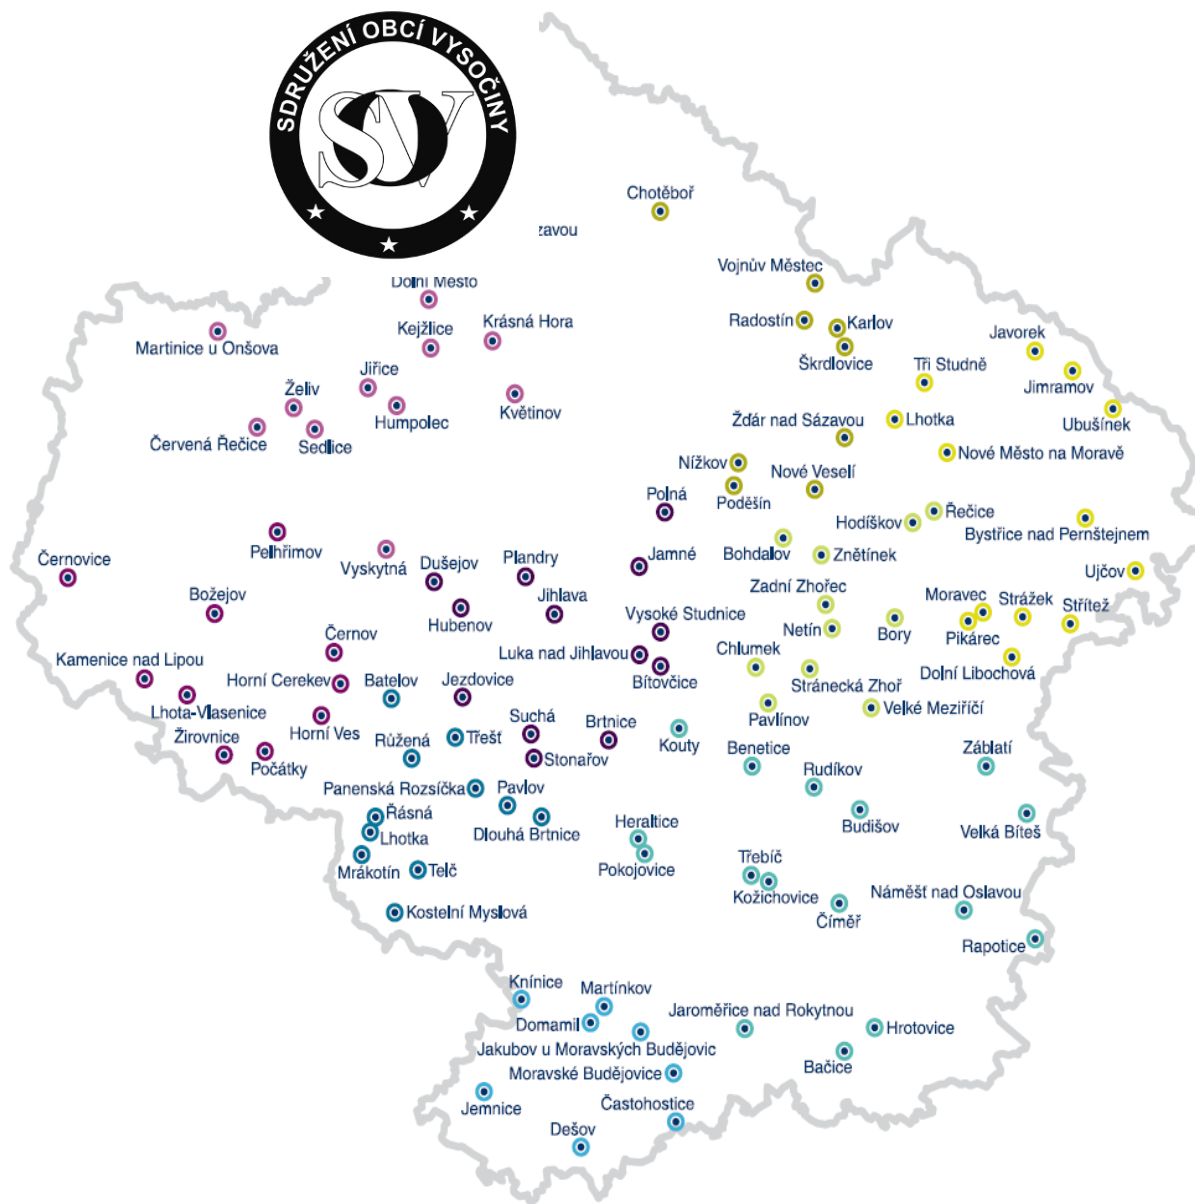 SDRUŽENÍ OBCÍ VYSOČINY
SOV
Chotěboř
zavou
Vojnův Městec
Dolní Město
Radostín
Karlov
Krásná Hora
Kejžlice
Martinice u Onšova
Javorek
Škrdlovice
Tři Studně
Jiřice
Jimramov
Želiv
Květinov
Humpolec
Žďár nad Sázavou
Lhotka
Ubušínek
Červená Řečice
Sedlice
Nové Město na Moravě
Nížkov
Nové Veselí
Polná
Poděšín
Řečice
Hodíškov
Bystřice nad Pernštejnem
Pelhřimov
Bohdalov
Znětínek
Černovice
Vyskytná
Dušejov
Plandry
Jamné
Ujčov
Jihlava
Zadní Zhořec
Moravec
Strážek
Střítež
Božejov
Hubenov
Vysoké Studnice
Netín
Bory
Pikárec
Černov
Luka nad Jihlavou
Chlumek
Kamenice nad Lipou
Dolní Libochová
Horní Cerekev
Batelov
Jezdovice
Bítovčice
Stránecká Zhoř
Lhota-Vlasenice
Pavlínov
Velké Meziříčí
Horní Ves
Suchá
Brtnice
Žirovnice
Růžená
Třešť
Kouty
Benetice
Záblatí
Počátky
Stonařov
Rudíkov
Panenská Rozsíčka
Pavlov
Řásná
Budišov
Velká Bíteš
Dlouhá Brtnice
Heraltice
Lhotka
Mrákotín
Telč
Pokojovice
Třebíč
Kožichovice
Náměšť nad Oslavou
Kostelní Myslová
Číměř
Rapotice
Knínice
Martínkov
Jaroměřice nad Rokytnou
Domamil
Hrotovice
Jakubov u Moravských Budějovic
Bačice
Moravské Budějovice
Jemnice
Častohostice
Dešov